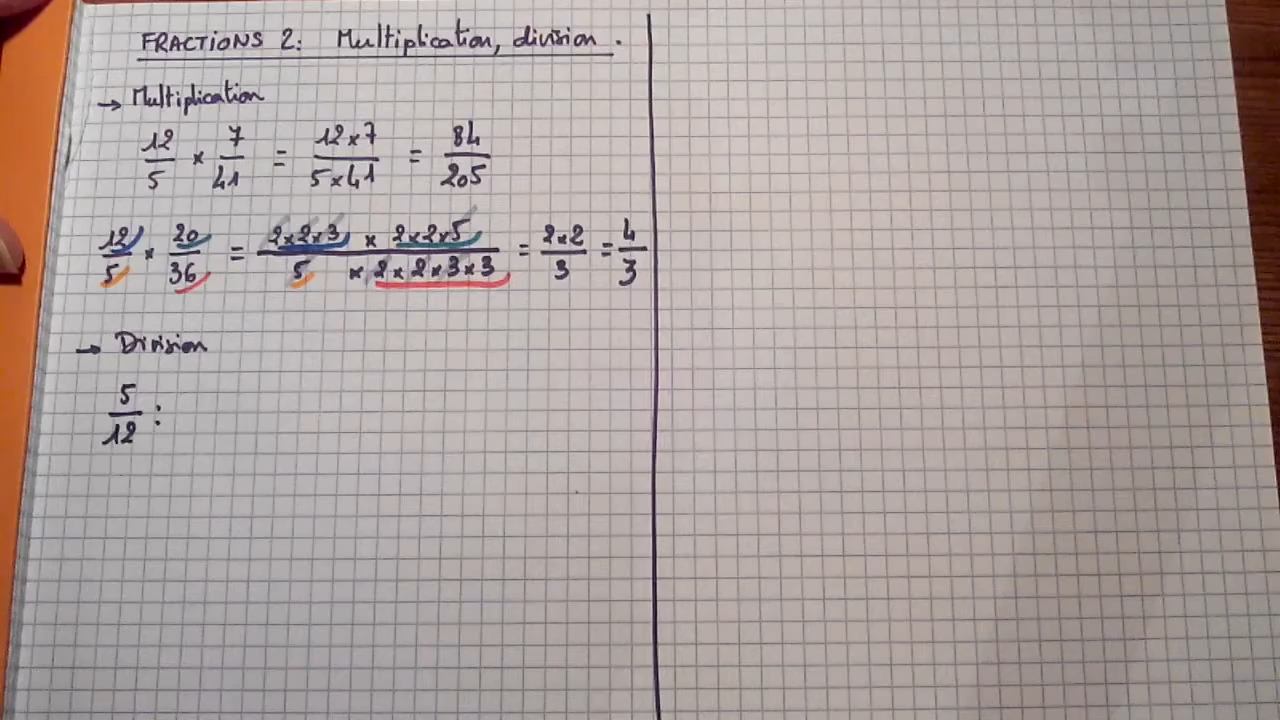 FRACTIONS 2: Multiplication, division.
→ Multiplication
12/5 × 7/41 = 12×7/5×41 = 84/205
12/5 × 20/36 = 2×2×3 × 2×2×5/5 × 2×2×3×3 = 2×2/3 = 4/3
→ Division
5/12 :